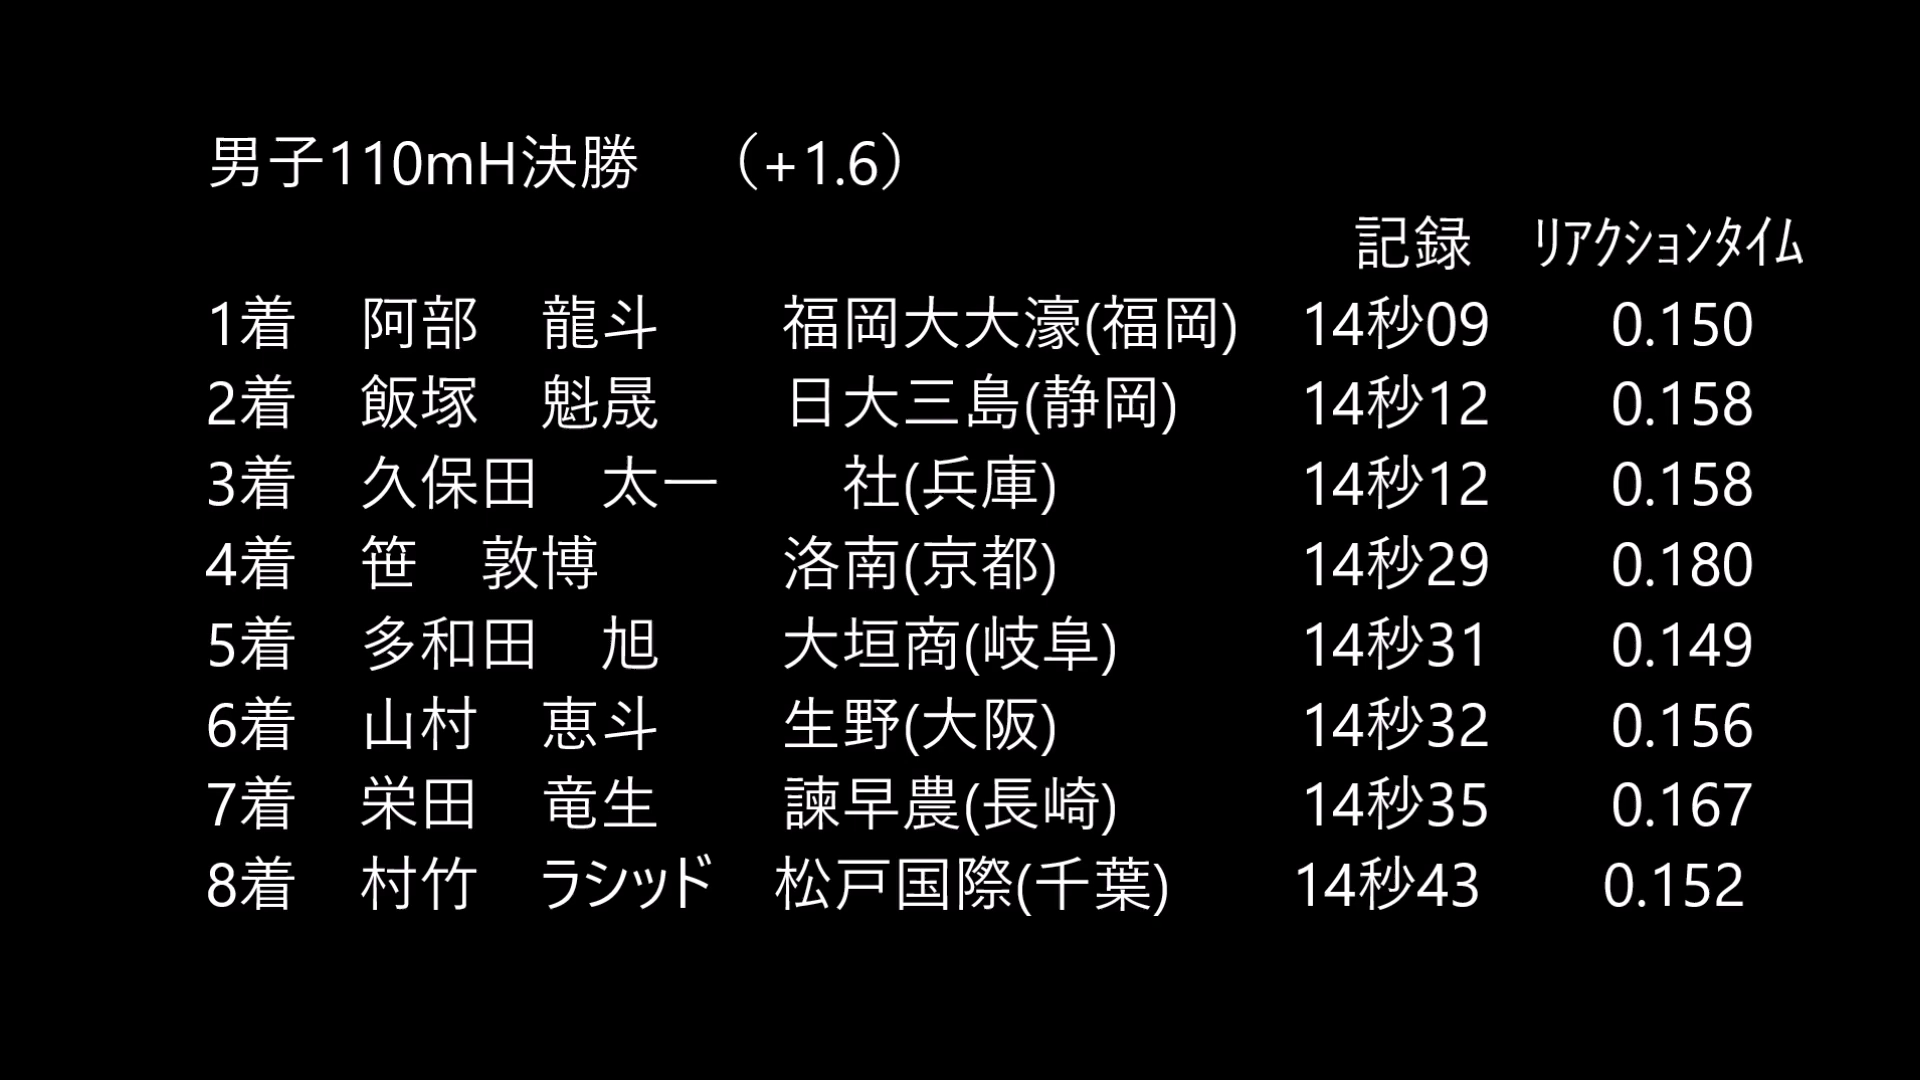 男子110mH決勝　（+1.6）
記録　ﾘｱｸｼｮﾝﾀｲﾑ
1着　阿部　龍斗　　福岡大大濠(福岡)　14秒09　　0.150
2着　飯塚　魁晟　　日大三島(静岡)　　14秒12　　0.158
3着　久保田　太一　　社(兵庫)　　　　14秒12　　0.158
4着　笹　敦博　　　洛南(京都)　　　　14秒29　　0.180
5着　多和田　旭　　大垣商(岐阜)　　　14秒31　　0.149
6着　山村　恵斗　　生野(大阪)　　　　14秒32　　0.156
7着　栄田　竜生　　諫早農(長崎)　　　14秒35　　0.167
8着　村竹　ラシッド　松戸国際(千葉)　　14秒43　　0.152